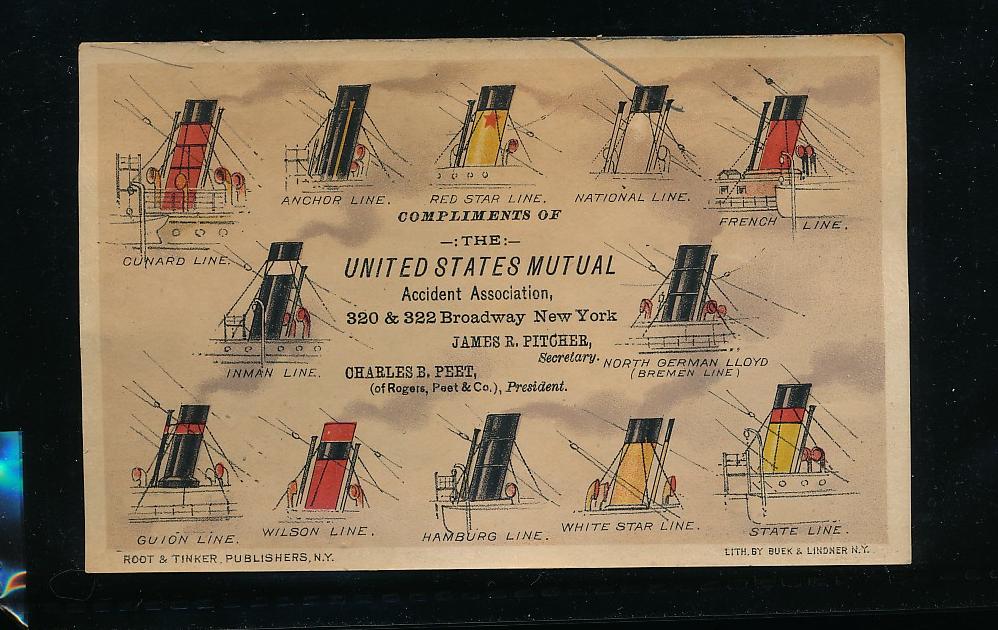 ANCHOR LINE.
RED STAR LINE.
NATIONAL LINE.
FRENCH LINE.
CUNARD LINE.
COMPLIMENTS OF
—:THE:—
UNITED STATES MUTUAL
Accident Association,
320 & 322 Broadway New York
JAMES R. PITCHER,
Secretary.
CHARLES B. PEET,
(of Rogers, Peet & Co.), President.
INMAN LINE.
NORTH GERMAN LLOYD
(BREMEN LINE)
GUION LINE.
WILSON LINE.
HAMBURG LINE.
WHITE STAR LINE.
STATE LINE.
ROOT & TINKER, PUBLISHERS, N.Y.
LITH. BY BUEK & LINDNER N.Y.